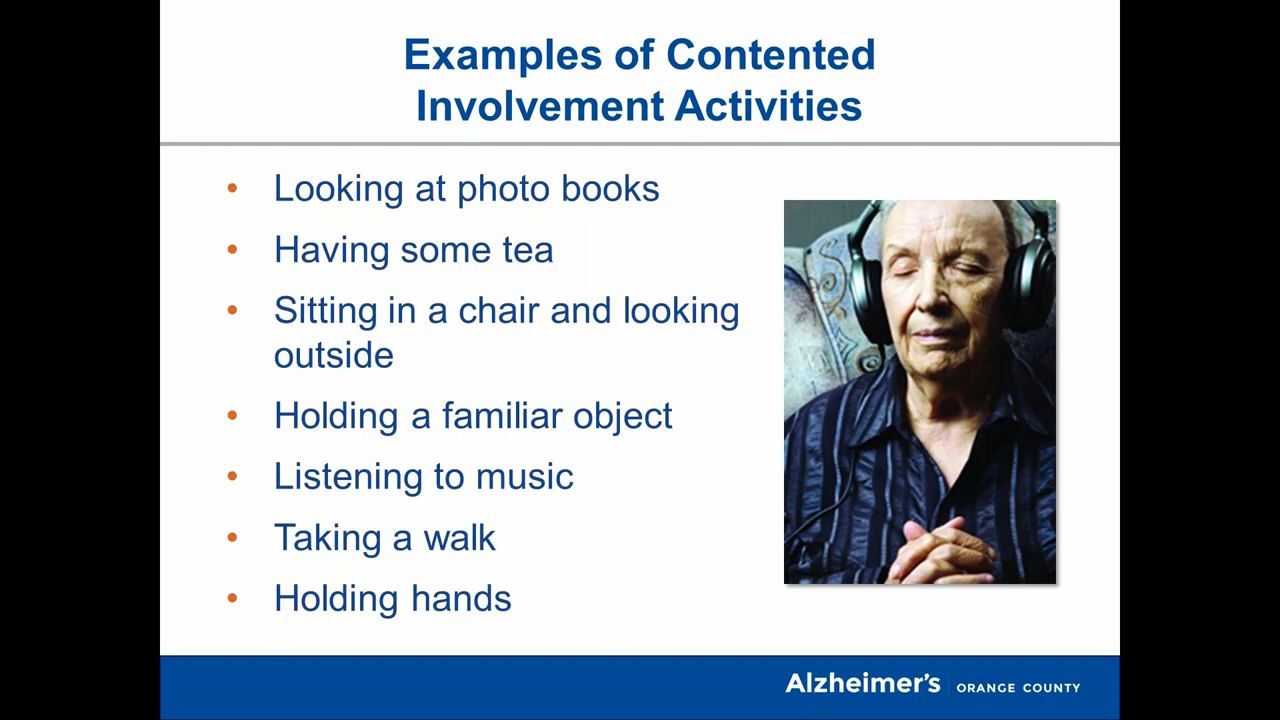 Examples of Contented
Involvement Activities
• Looking at photo books
• Having some tea
• Sitting in a chair and looking
outside
• Holding a familiar object
• Listening to music
• Taking a walk
• Holding hands
Alzheimer's | ORANGE COUNTY